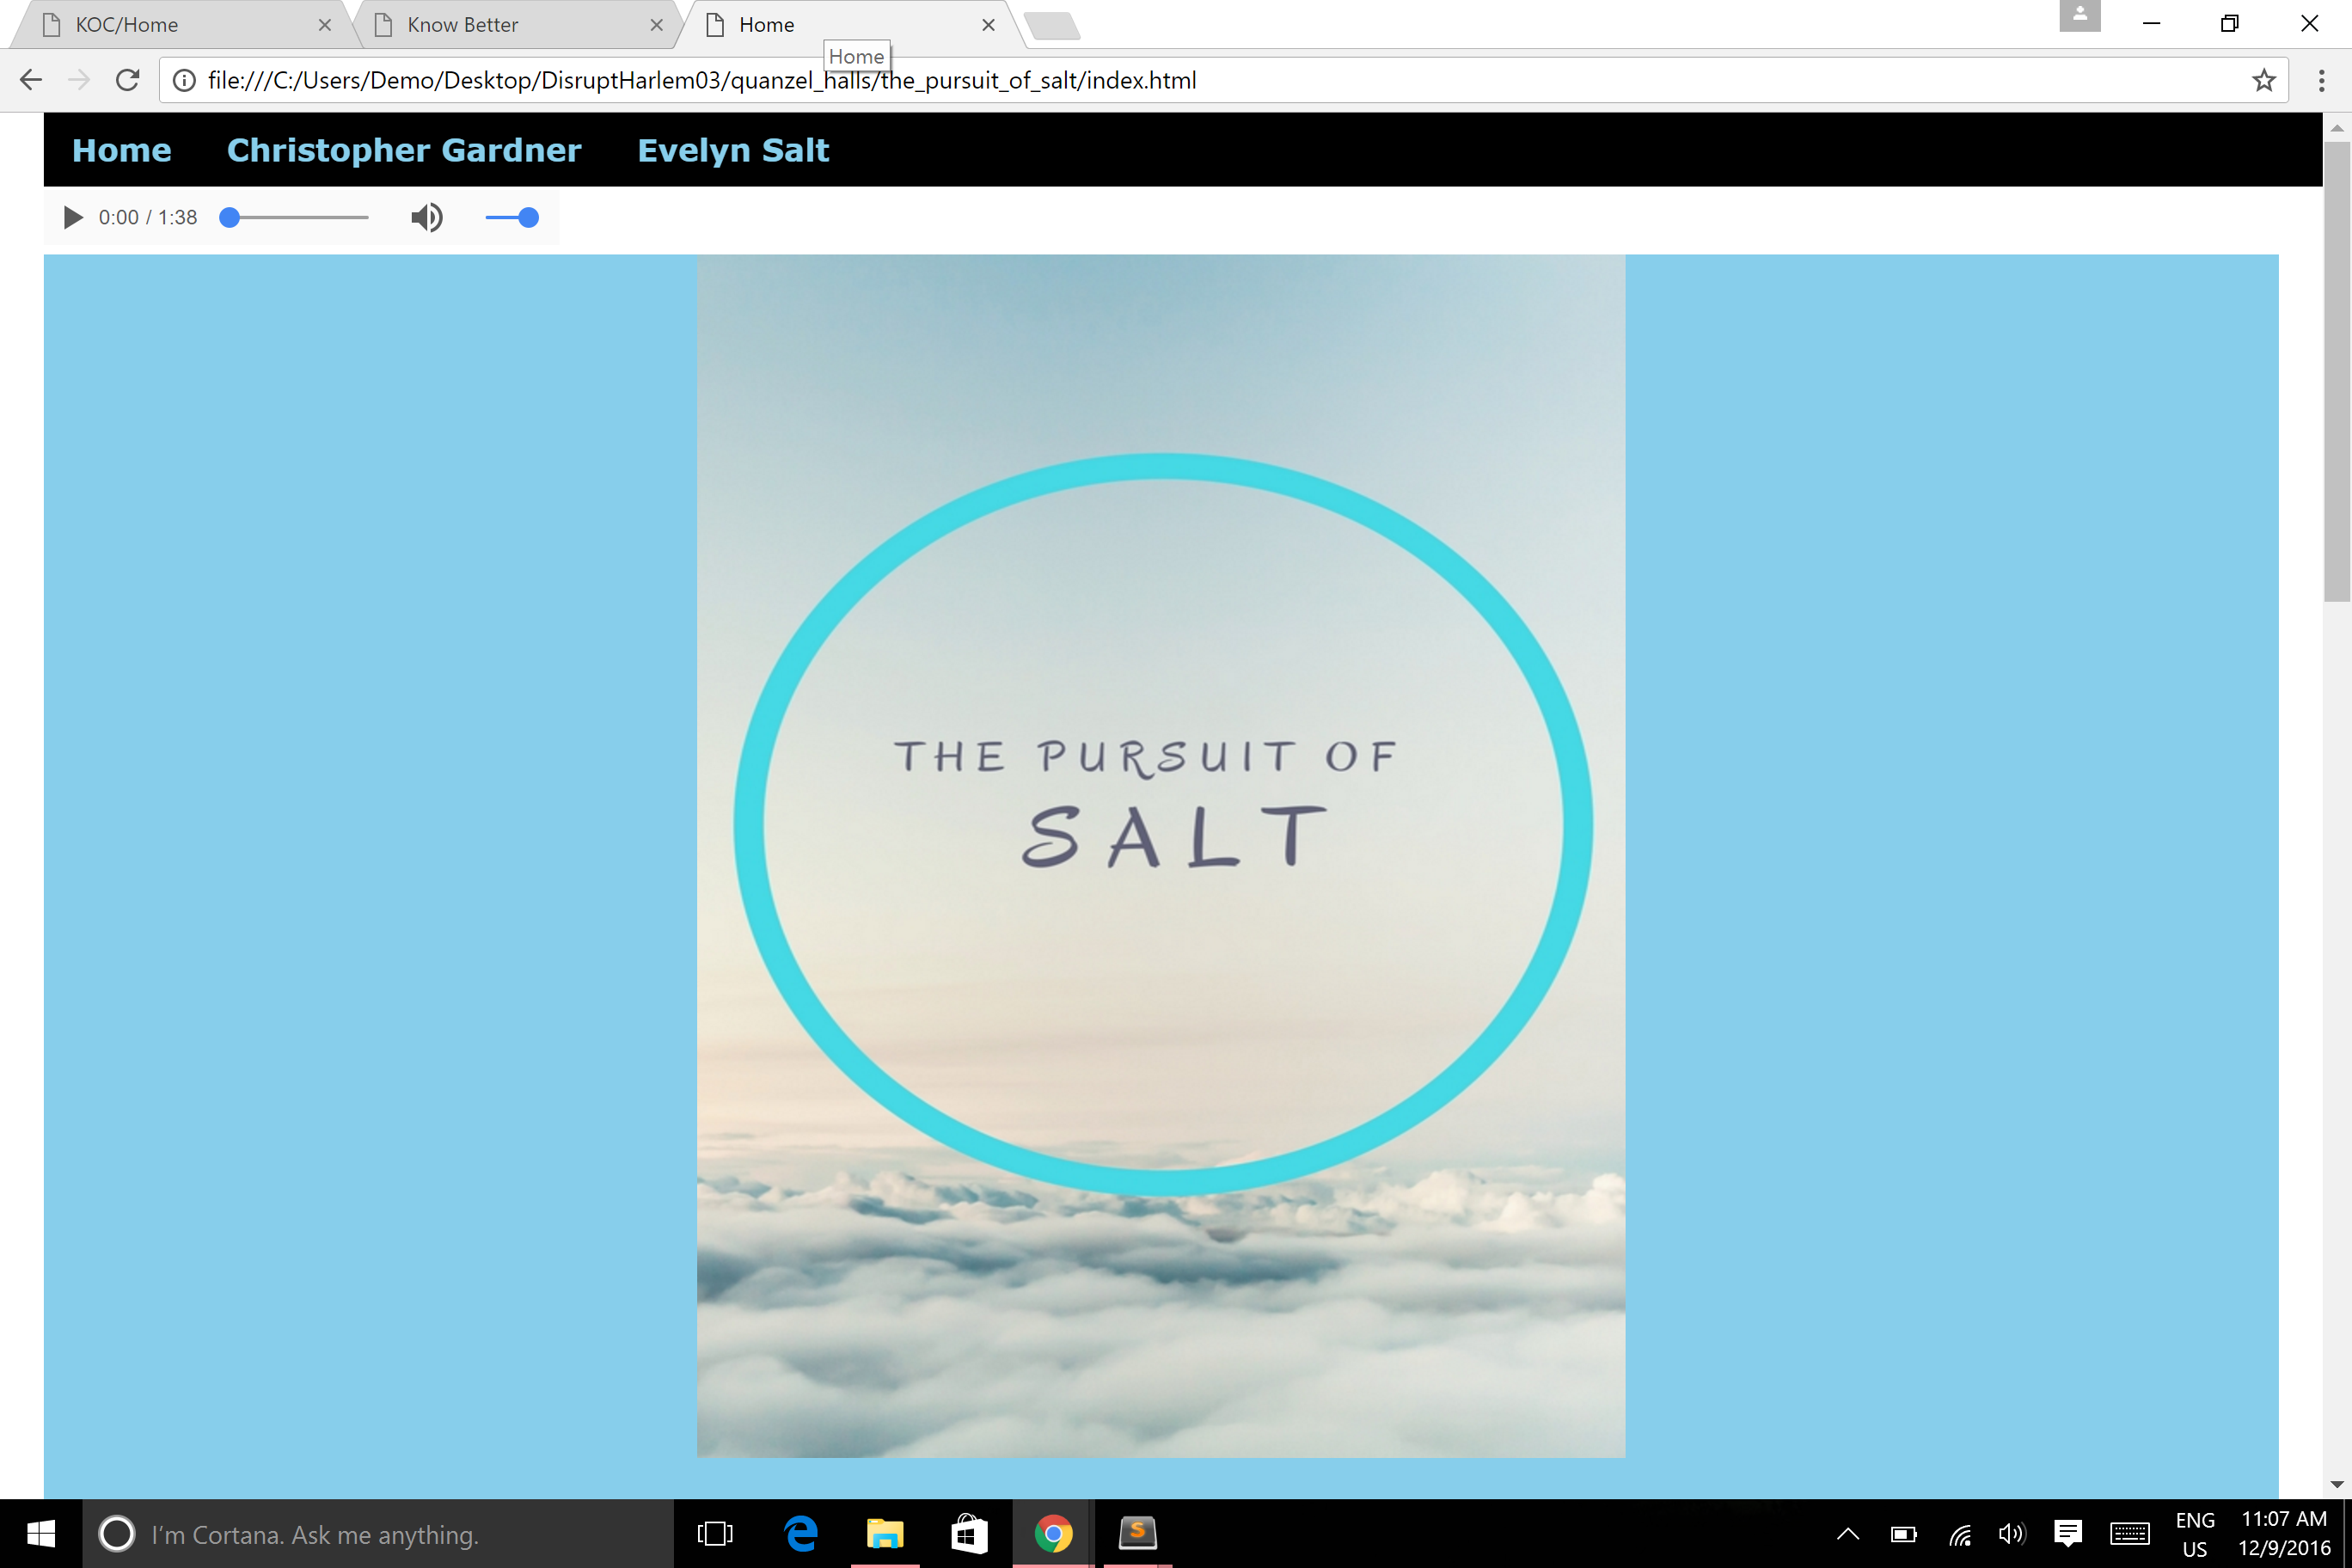 KOC/Home
Know Better
Home
Home
file:///C:/Users/Demo/Desktop/DisruptHarlem03/quanzel_halls/the_pursuit_of_salt/index.html
Home Christopher Gardner Evelyn Salt
0:00 / 1:38
THE PURSUIT OF
SALT
I'm Cortana. Ask me anything.
ENG
US
11:07 AM
12/9/2016